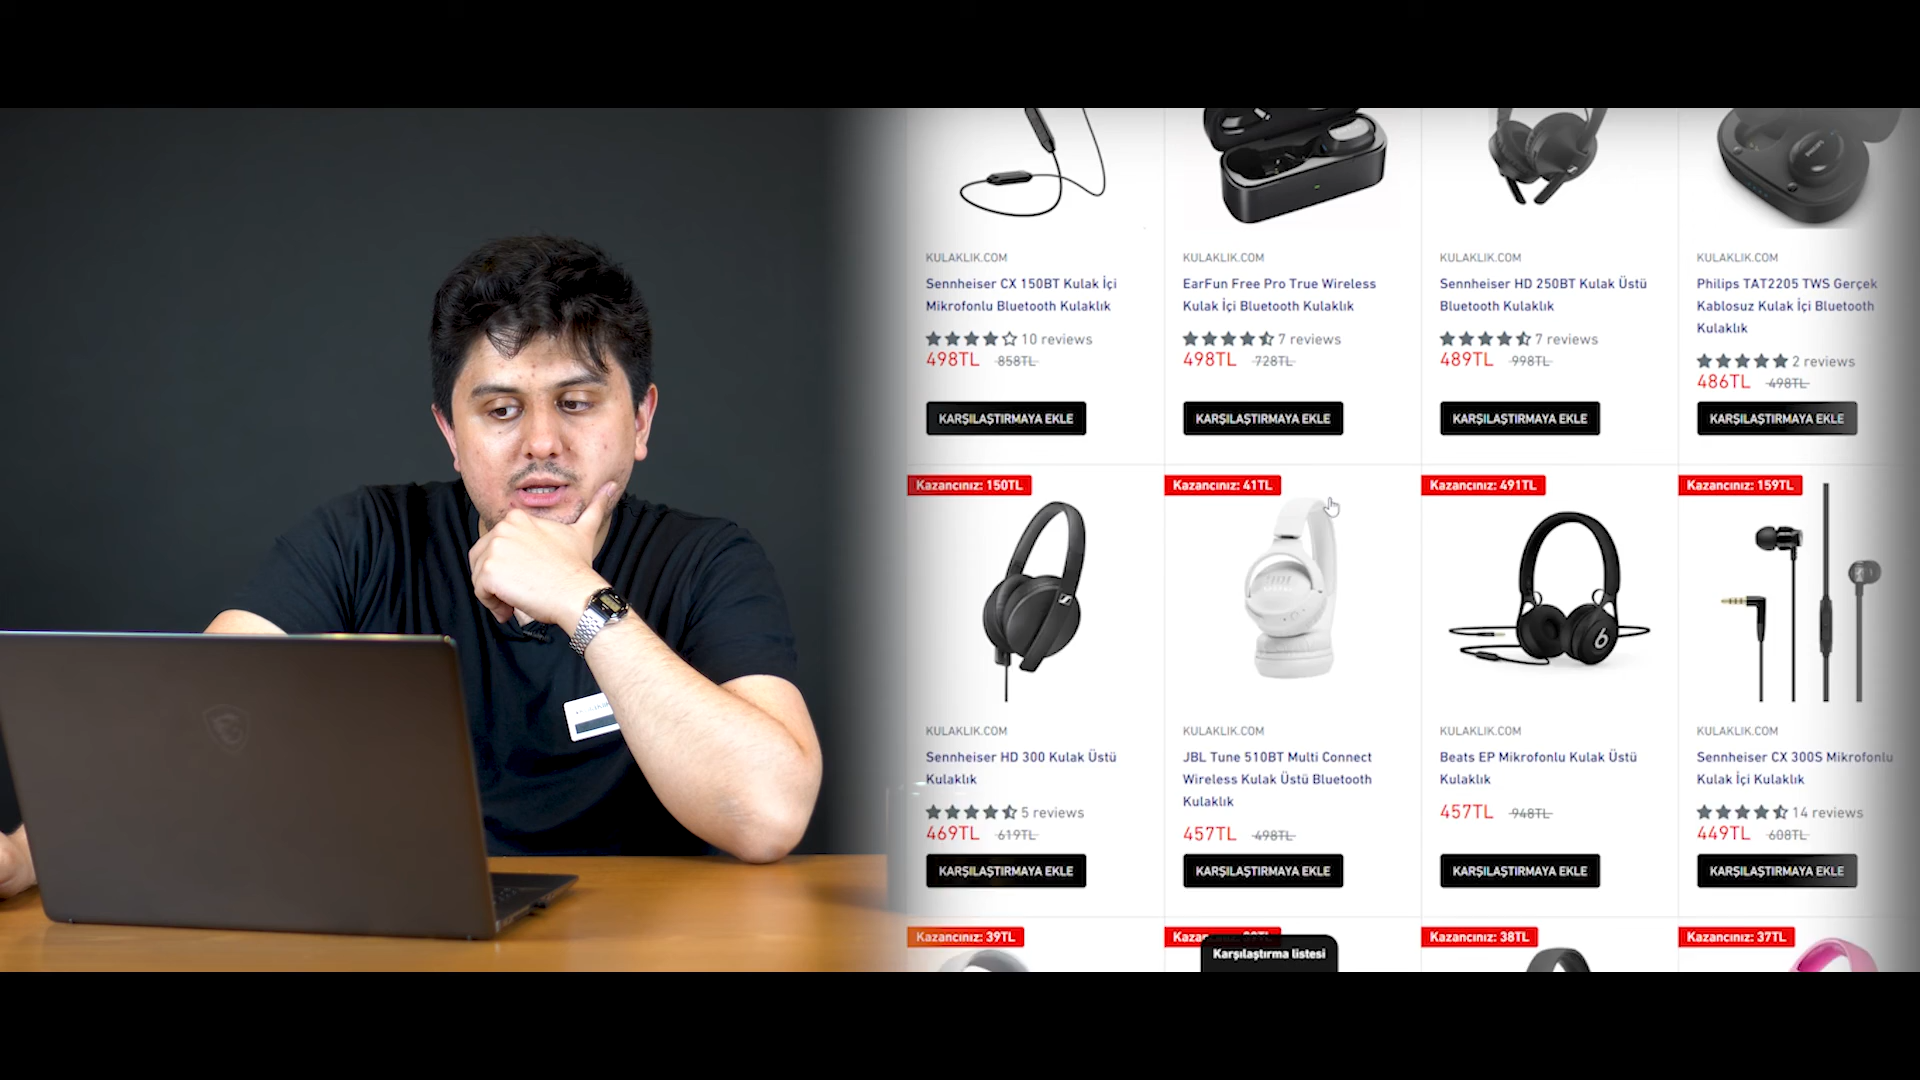 KULAKLIK.COM
Sennheiser CX 150BT Kulak İçi
Mikrofonlu Bluetooth Kulaklık
10 reviews
498TL 858TL
KARŞILAŞTIRMAYA EKLE
KULAKLIK.COM
EarFun Free Pro True Wireless
Kulak İçi Bluetooth Kulaklık
7 reviews
498TL 728TL
KARŞILAŞTIRMAYA EKLE
KULAKLIK.COM
Sennheiser HD 250BT Kulak Üstü
Bluetooth Kulaklık
7 reviews
489TL 998TL
KARŞILAŞTIRMAYA EKLE
KULAKLIK.COM
Philips TAT2205 TWS Gerçek
Kablosuz Kulak İçi Bluetooth
Kulaklık
2 reviews
486TL 498TL
KARŞILAŞTIRMAYA EKLE
Kazancınız: 150TL
KULAKLIK.COM
Sennheiser HD 300 Kulak Üstü
Kulaklık
5 reviews
469TL 619TL
KARŞILAŞTIRMAYA EKLE
Kazancınız: 41TL
JBL
KULAKLIK.COM
JBL Tune 510BT Multi Connect
Wireless Kulak Üstü Bluetooth
Kulaklık
457TL 498TL
KARŞILAŞTIRMAYA EKLE
Kazancınız: 491TL
KULAKLIK.COM
Beats EP Mikrofonlu Kulak Üstü
Kulaklık
457TL 948TL
KARŞILAŞTIRMAYA EKLE
Kazancınız: 159TL
KULAKLIK.COM
Sennheiser CX 300S Mikrofonlu
Kulak İçi Kulaklık
14 reviews
449TL 608TL
KARŞILAŞTIRMAYA EKLE
Kazancınız: 39TL
Karşılaştırma listesi
Kazancınız: 38TL
Kazancınız: 37TL